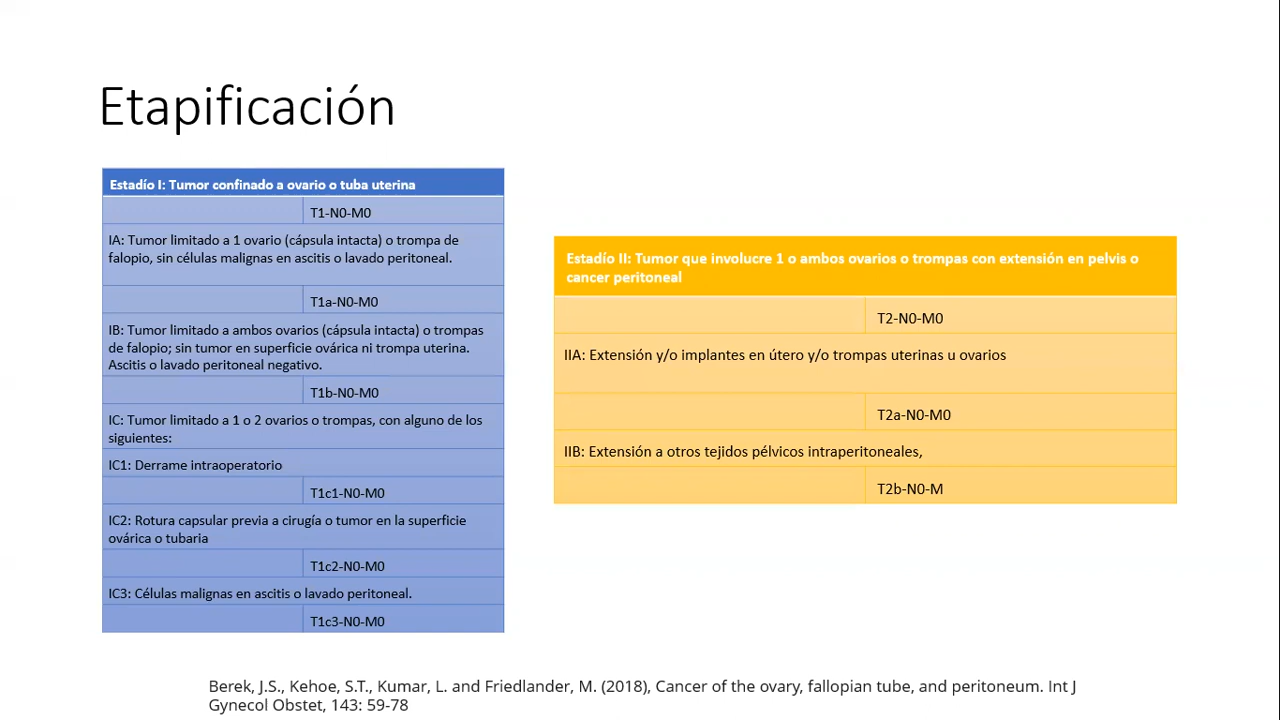 Etapificación
Estadío I: Tumor confinado a ovario o tuba uterina
T1-N0-M0
IA: Tumor limitado a 1 ovario (cápsula intacta) o trompa de
falopio, sin células malignas en ascitis o lavado peritoneal.
T1a-N0-M0
IB: Tumor limitado a ambos ovarios (cápsula intacta) o trompas
de falopio; sin tumor en superficie ovárica ni trompa uterina.
Ascitis o lavado peritoneal negativo.
T1b-N0-M0
IC: Tumor limitado a 1 o 2 ovarios o trompas, con alguno de los
siguientes:
IC1: Derrame intraoperatorio
T1c1-N0-M0
IC2: Rotura capsular previa a cirugía o tumor en la superficie
ovárica o tubaria
T1c2-N0-M0
IC3: Células malignas en ascitis o lavado peritoneal.
T1c3-N0-M0
Estadío II: Tumor que involucre 1 o ambos ovarios o trompas con extensión en pelvis o
cancer peritoneal
T2-N0-M0
IIA: Extensión y/o implantes en útero y/o trompas uterinas u ovarios
T2a-N0-M0
IIB: Extensión a otros tejidos pélvicos intraperitoneales,
T2b-N0-M
Berek, J.S., Kehoe, S.T., Kumar, L. and Friedlander, M. (2018), Cancer of the ovary, fallopian tube, and peritoneum. Int J
Gynecol Obstet, 143: 59-78